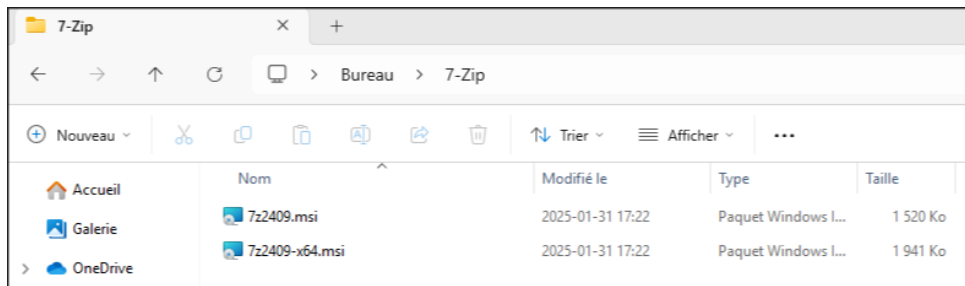 7-Zip
Bureau > 7-Zip
Nouveau Trier Afficher ...
Nom Modifié le Type Taille
Accueil
Galerie
OneDrive
7z2409.msi 2025-01-31 17:22 Paquet Windows I... 1 520 Ko
7z2409-x64.msi 2025-01-31 17:22 Paquet Windows I... 1 941 Ko